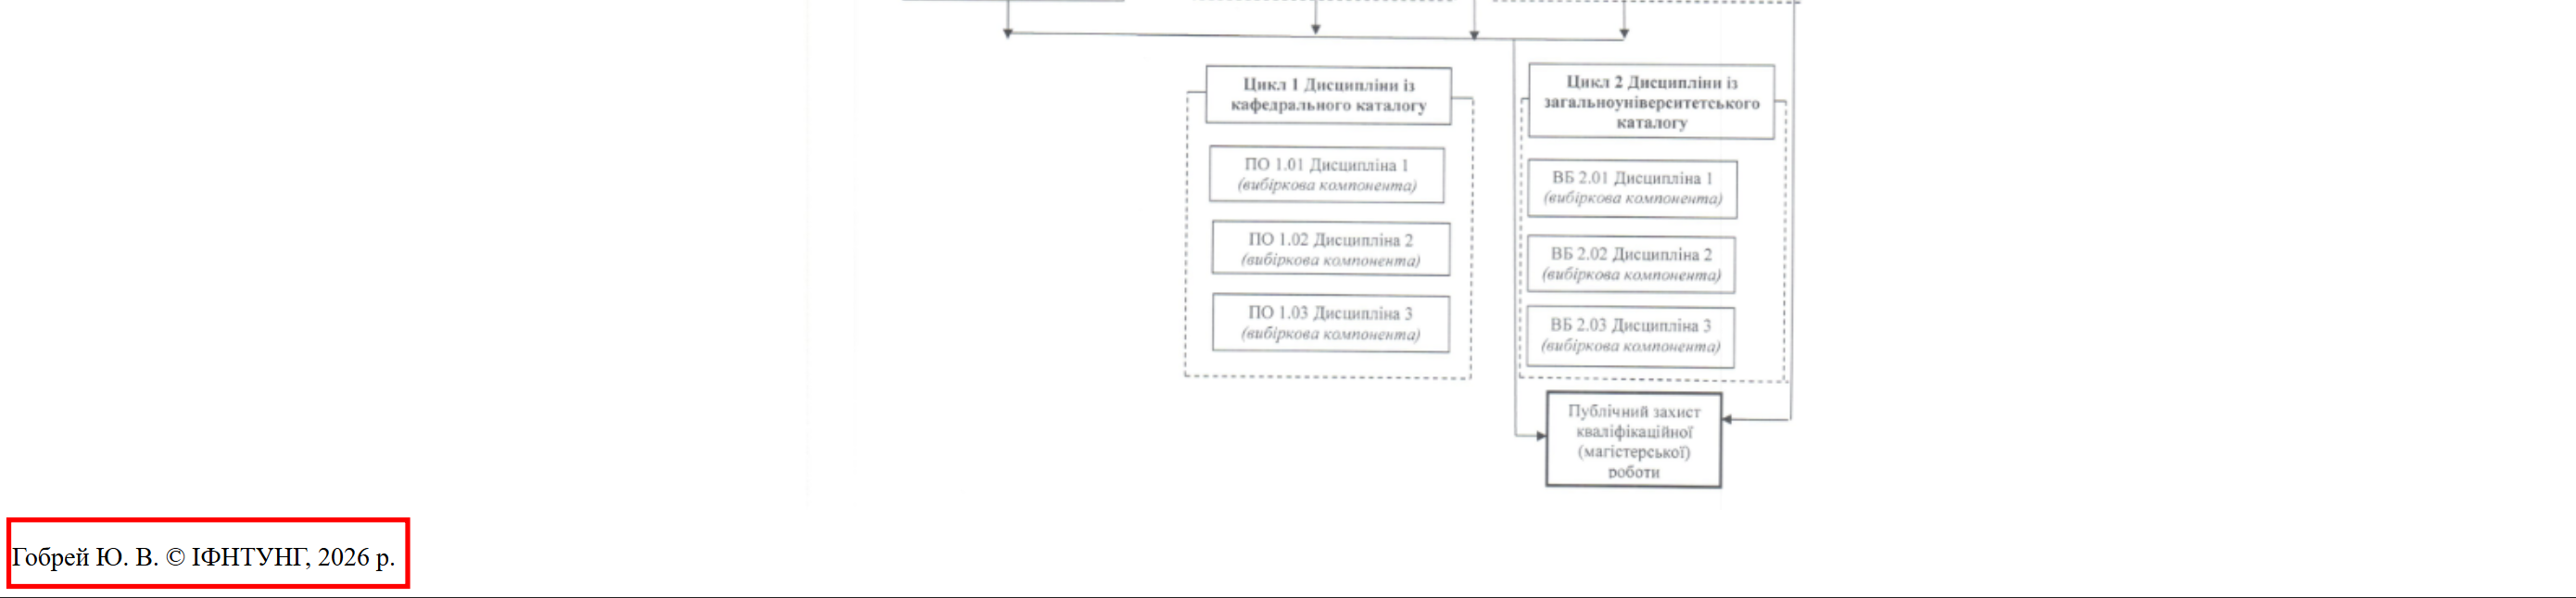 Цикл 1 Дисципліни із
кафедрального каталогу
ПО 1.01 Дисципліна 1
(вибіркова компонента)
ПО 1.02 Дисципліна 2
(вибіркова компонента)
ПО 1.03 Дисципліна 3
(вибіркова компонента)
Цикл 2 Дисципліни із
загальноуніверситетського
каталогу
ВБ 2.01 Дисципліна 1
(вибіркова компонента)
ВБ 2.02 Дисципліна 2
(вибіркова компонента)
ВБ 2.03 Дисципліна 3
(вибіркова компонента)
Публічний захист
кваліфікаційної
(магістерської)
роботи
Гобрей Ю. В. © ІФНТУНГ, 2026 р.